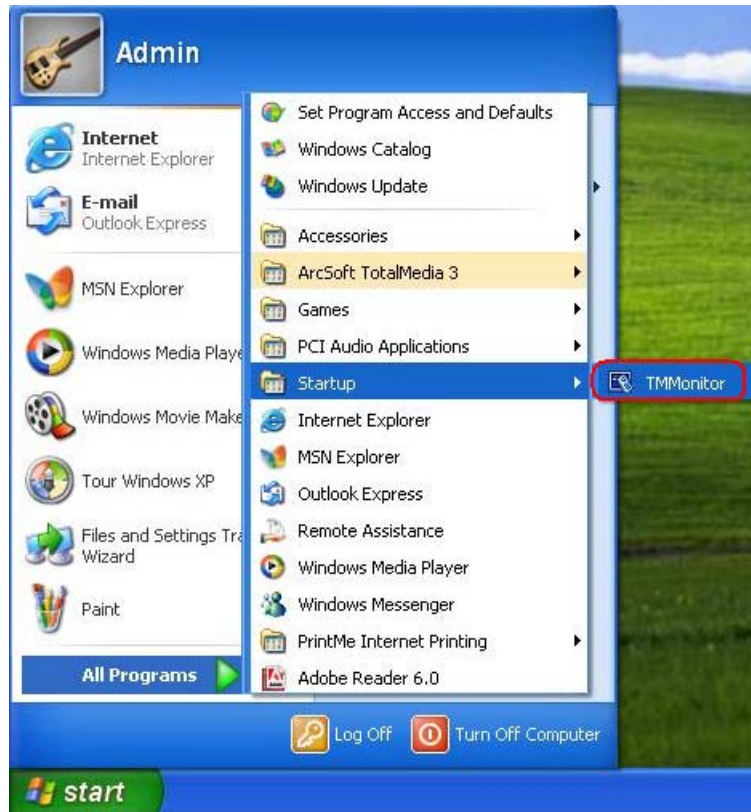 Admin
Internet
Internet Explorer
E-mail
Outlook Express
MSN Explorer
Windows Media Playe
Windows Movie Make
Tour Windows XP
Files and Settings Tra
Wizard
Paint
All Programs
Set Program Access and Defaults
Windows Catalog
Windows Update
Accessories
ArcSoft TotalMedia 3
Games
PCI Audio Applications
Startup
Internet Explorer
MSN Explorer
Outlook Express
Remote Assistance
Windows Media Player
Windows Messenger
PrintMe Internet Printing
Adobe Reader 6.0
TMMonitor
Log Off
Turn Off Computer
start